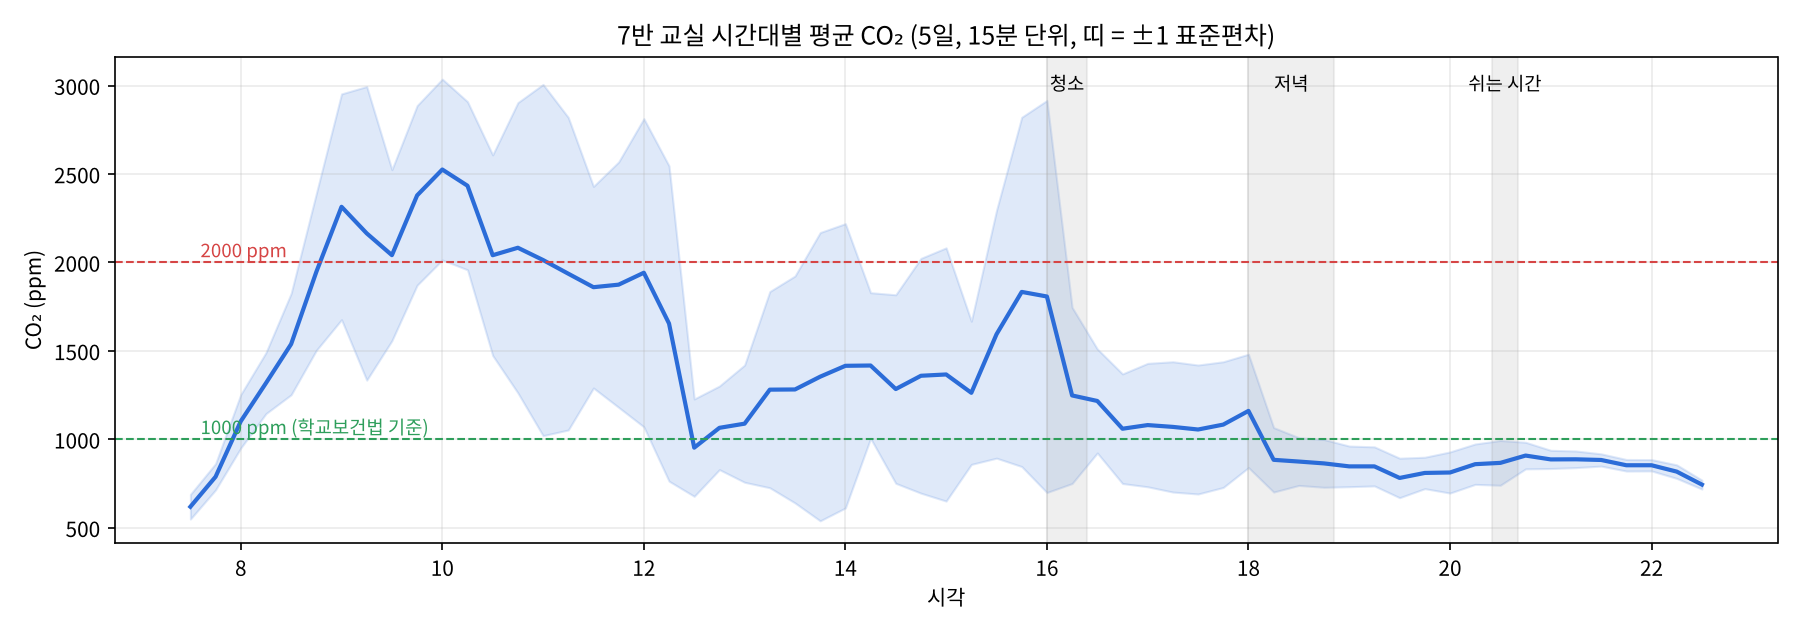 7반 교실 시간대별 평균 CO₂ (5일, 15분 단위, 띠 = ±1 표준편차)
청소
저녁
쉬는 시간
3000
2500
2000
1500
1000
500
CO₂ (ppm)
2000 ppm
1000 ppm (학교보건법 기준)
8
10
12
14
16
18
20
22
시각